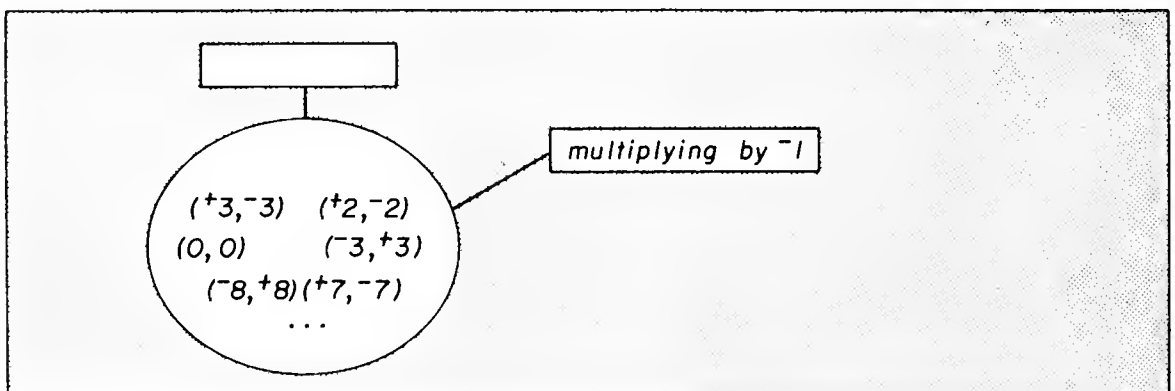 multiplying by ⁻1
(⁺3,⁻3) (⁺2,⁻2)
(0,0) (⁻3,⁺3)
(⁻8,⁺8)(⁺7,⁻7)
...